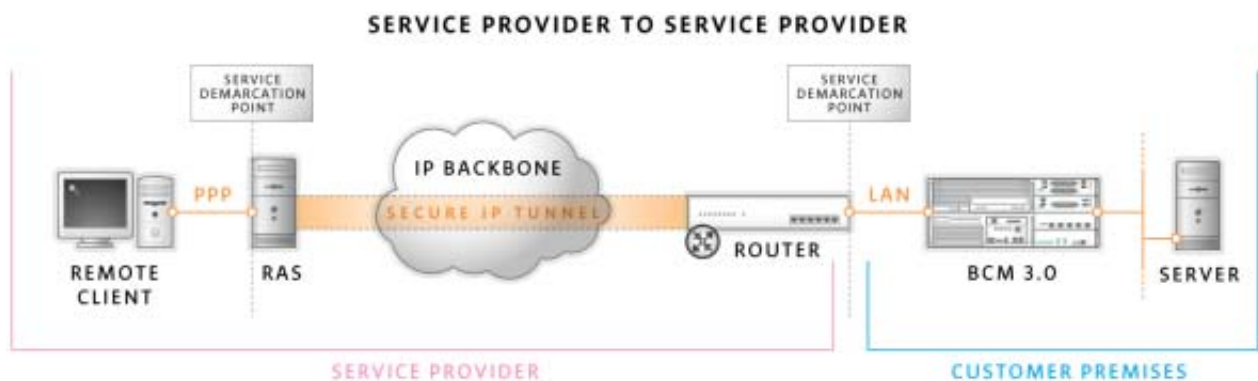 SERVICE PROVIDER TO SERVICE PROVIDER
SERVICE
DEMARCATION
POINT
SERVICE
DEMARCATION
POINT
IP BACKBONE
PPP
SECURE IP TUNNEL
LAN
REMOTE
CLIENT
RAS
ROUTER
BCM 3.0
SERVER
SERVICE PROVIDER
CUSTOMER PREMISES